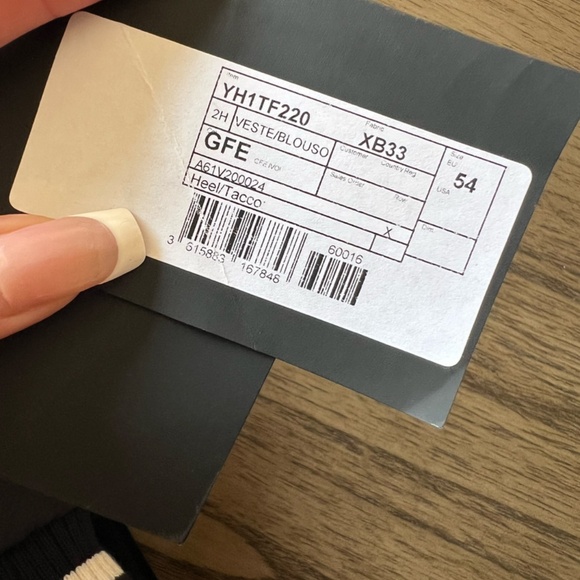 Item
YH1TF220
Fabric
XB33
Size
EU
54
2H VESTE/BLOUSO
Customer Country Reg
USA
GFE
A61V200024
Sales Order
Row
Heel/Tacco
X
Dim.
60016
3 615883 167846